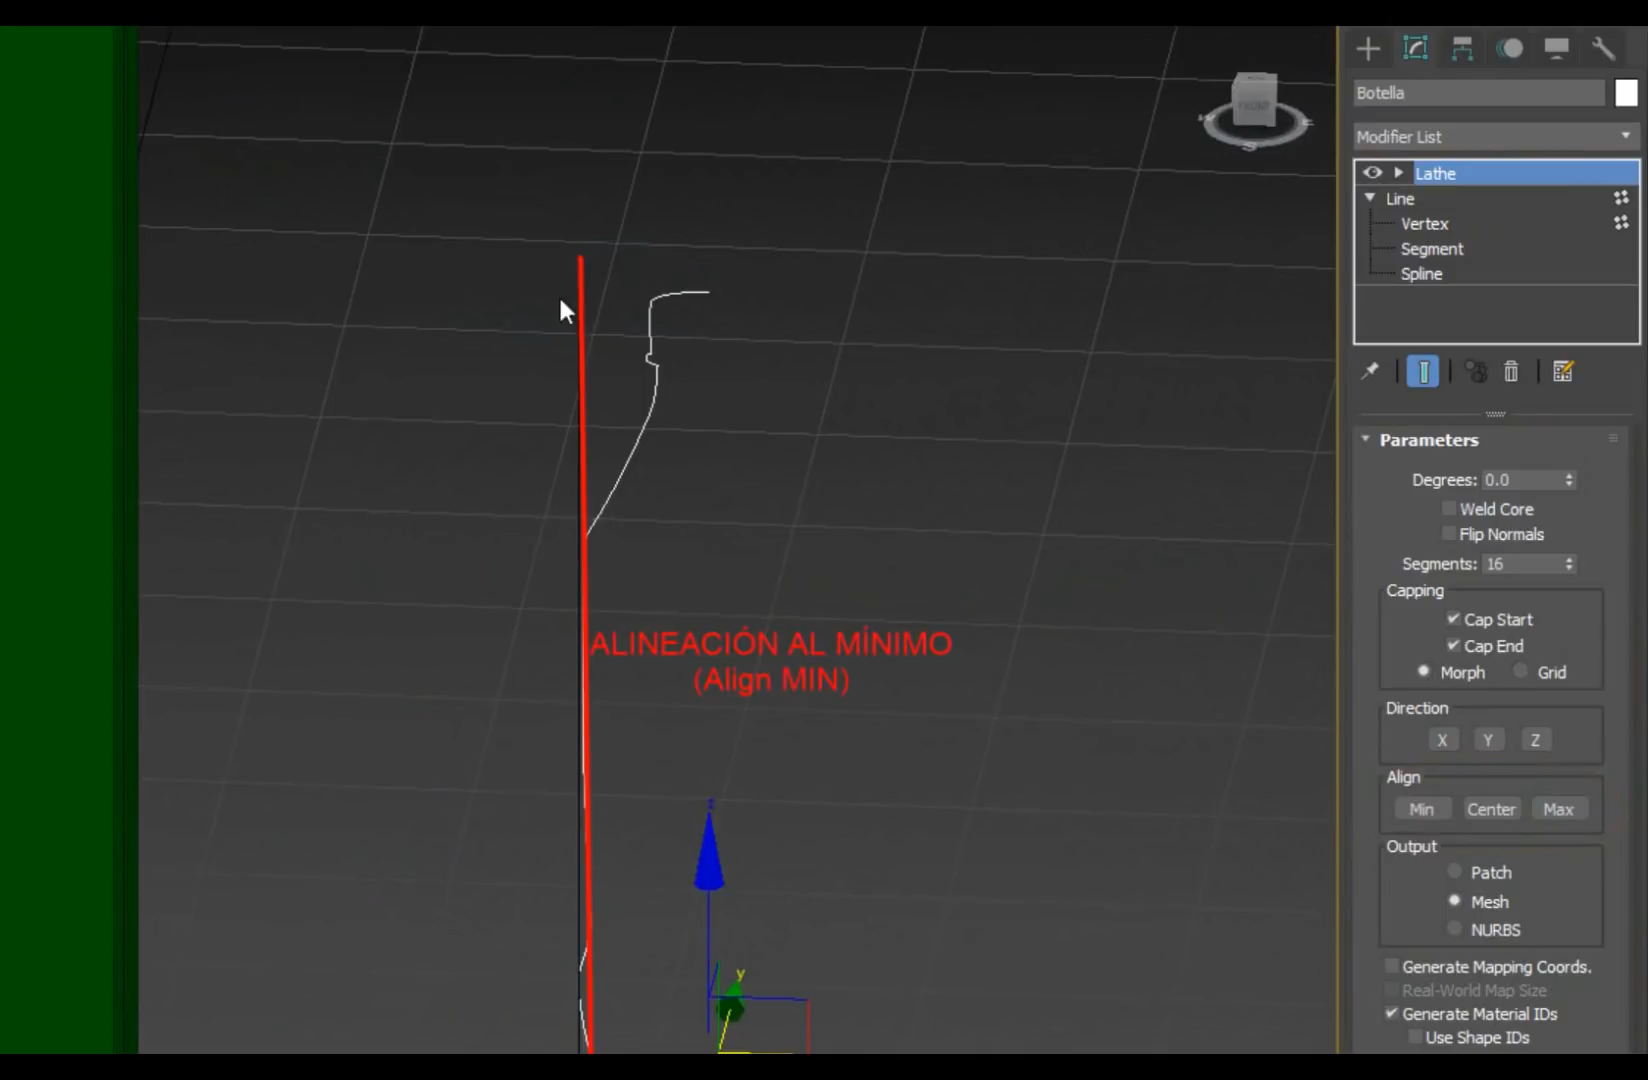 Botella
Modifier List
Lathe
Line
Vertex
Segment
Spline
Parameters
Degrees: 0.0
Weld Core
Flip Normals
Segments: 16
Capping
Cap Start
Cap End
Morph Grid
Direction
X Y Z
Align
Min Center Max
Output
Patch
Mesh
NURBS
Generate Mapping Coords.
Real-World Map Size
Generate Material IDs
Use Shape IDs
ALINEACIÓN AL MÍNIMO
(Align MIN)
FRONT
S
z
y